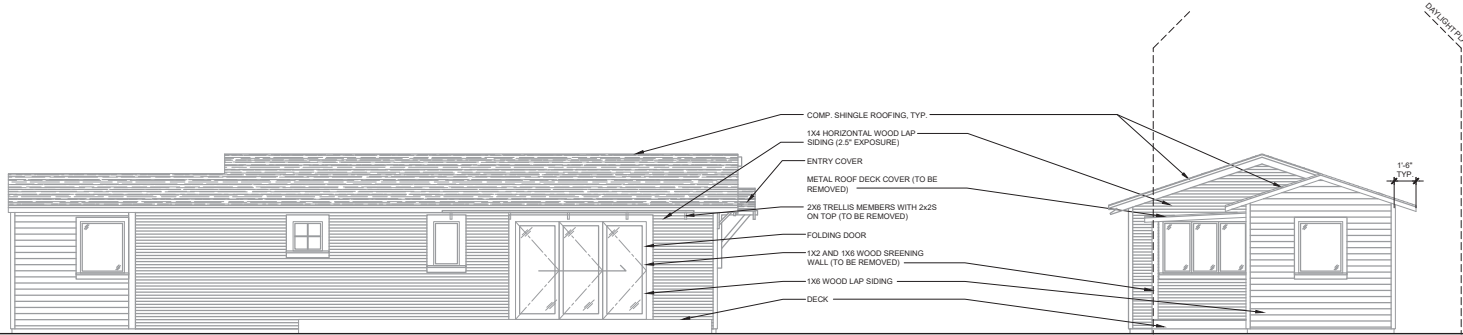 DAYLIGHT PL
COMP. SHINGLE ROOFING, TYP.
1X4 HORIZONTAL WOOD LAP
SIDING (2.5" EXPOSURE)
ENTRY COVER
METAL ROOF DECK COVER (TO BE
REMOVED)
2X6 TRELLIS MEMBERS WITH 2x2S
ON TOP (TO BE REMOVED)
FOLDING DOOR
1X2 AND 1X6 WOOD SREENING
WALL (TO BE REMOVED)
1X6 WOOD LAP SIDING
DECK
1'-6"
TYP.